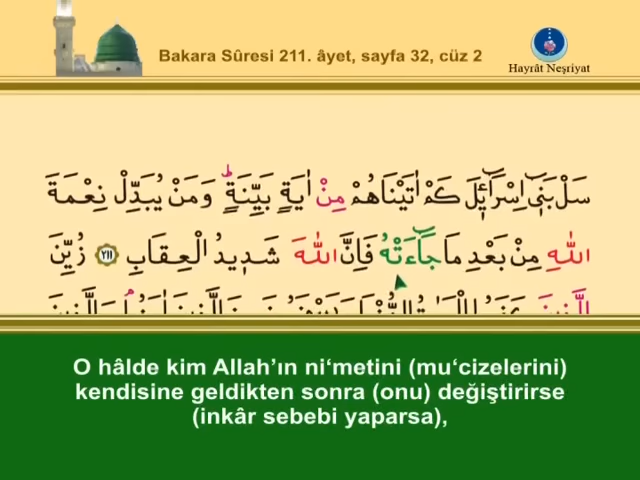 Bakara Sûresi 211. âyet, sayfa 32, cüz 2
Hayrât Neşriyat
سَلْ بَنٖٓي اِسْرَٓائٖلَ كَمْ اٰتَيْنَاهُمْ مِنْ اٰيَةٍ بَيِّنَةٍۜ وَمَنْ يُبَدِّلْ نِعْمَةَ
اللّٰهِ مِنْ بَعْدِ مَا جَٓاءَتْهُ فَاِنَّ اللّٰهَ شَدٖيدُ الْعِقَابِ ﴿٢١١﴾ زُيِّنَ
O hâlde kim Allah’ın ni‘metini (mu‘cizelerini)
kendisine geldikten sonra (onu) değiştirirse
(inkâr sebebi yaparsa),